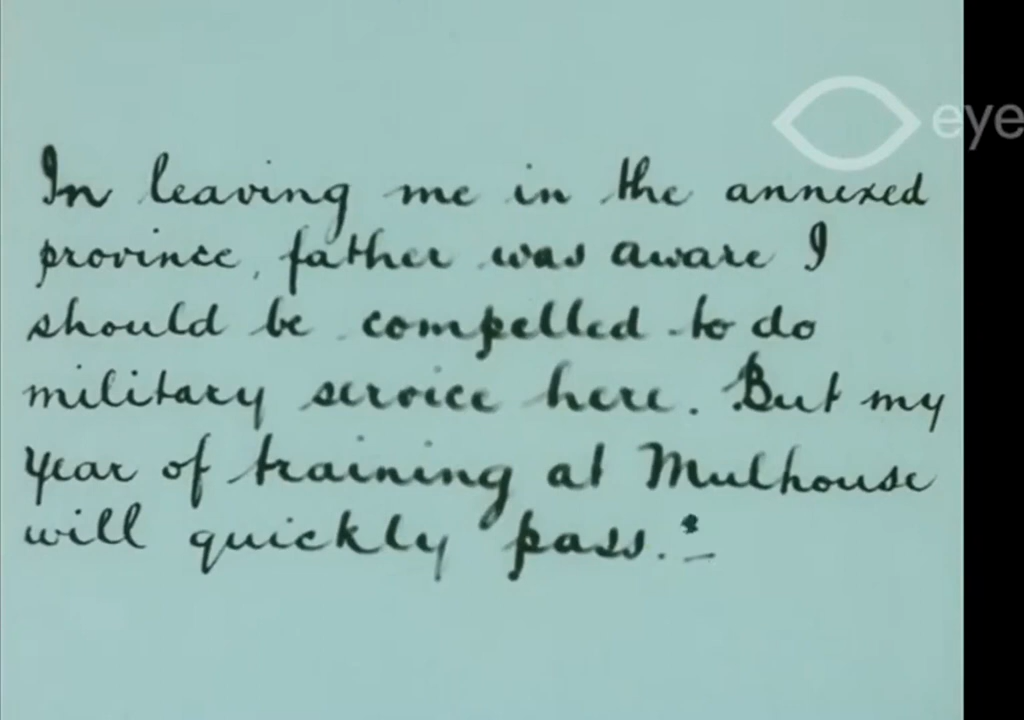 eye
In leaving me in the annexed
province, father was aware I
should be compelled to do
military service here. But my
year of training at Mulhouse
will quickly pass.